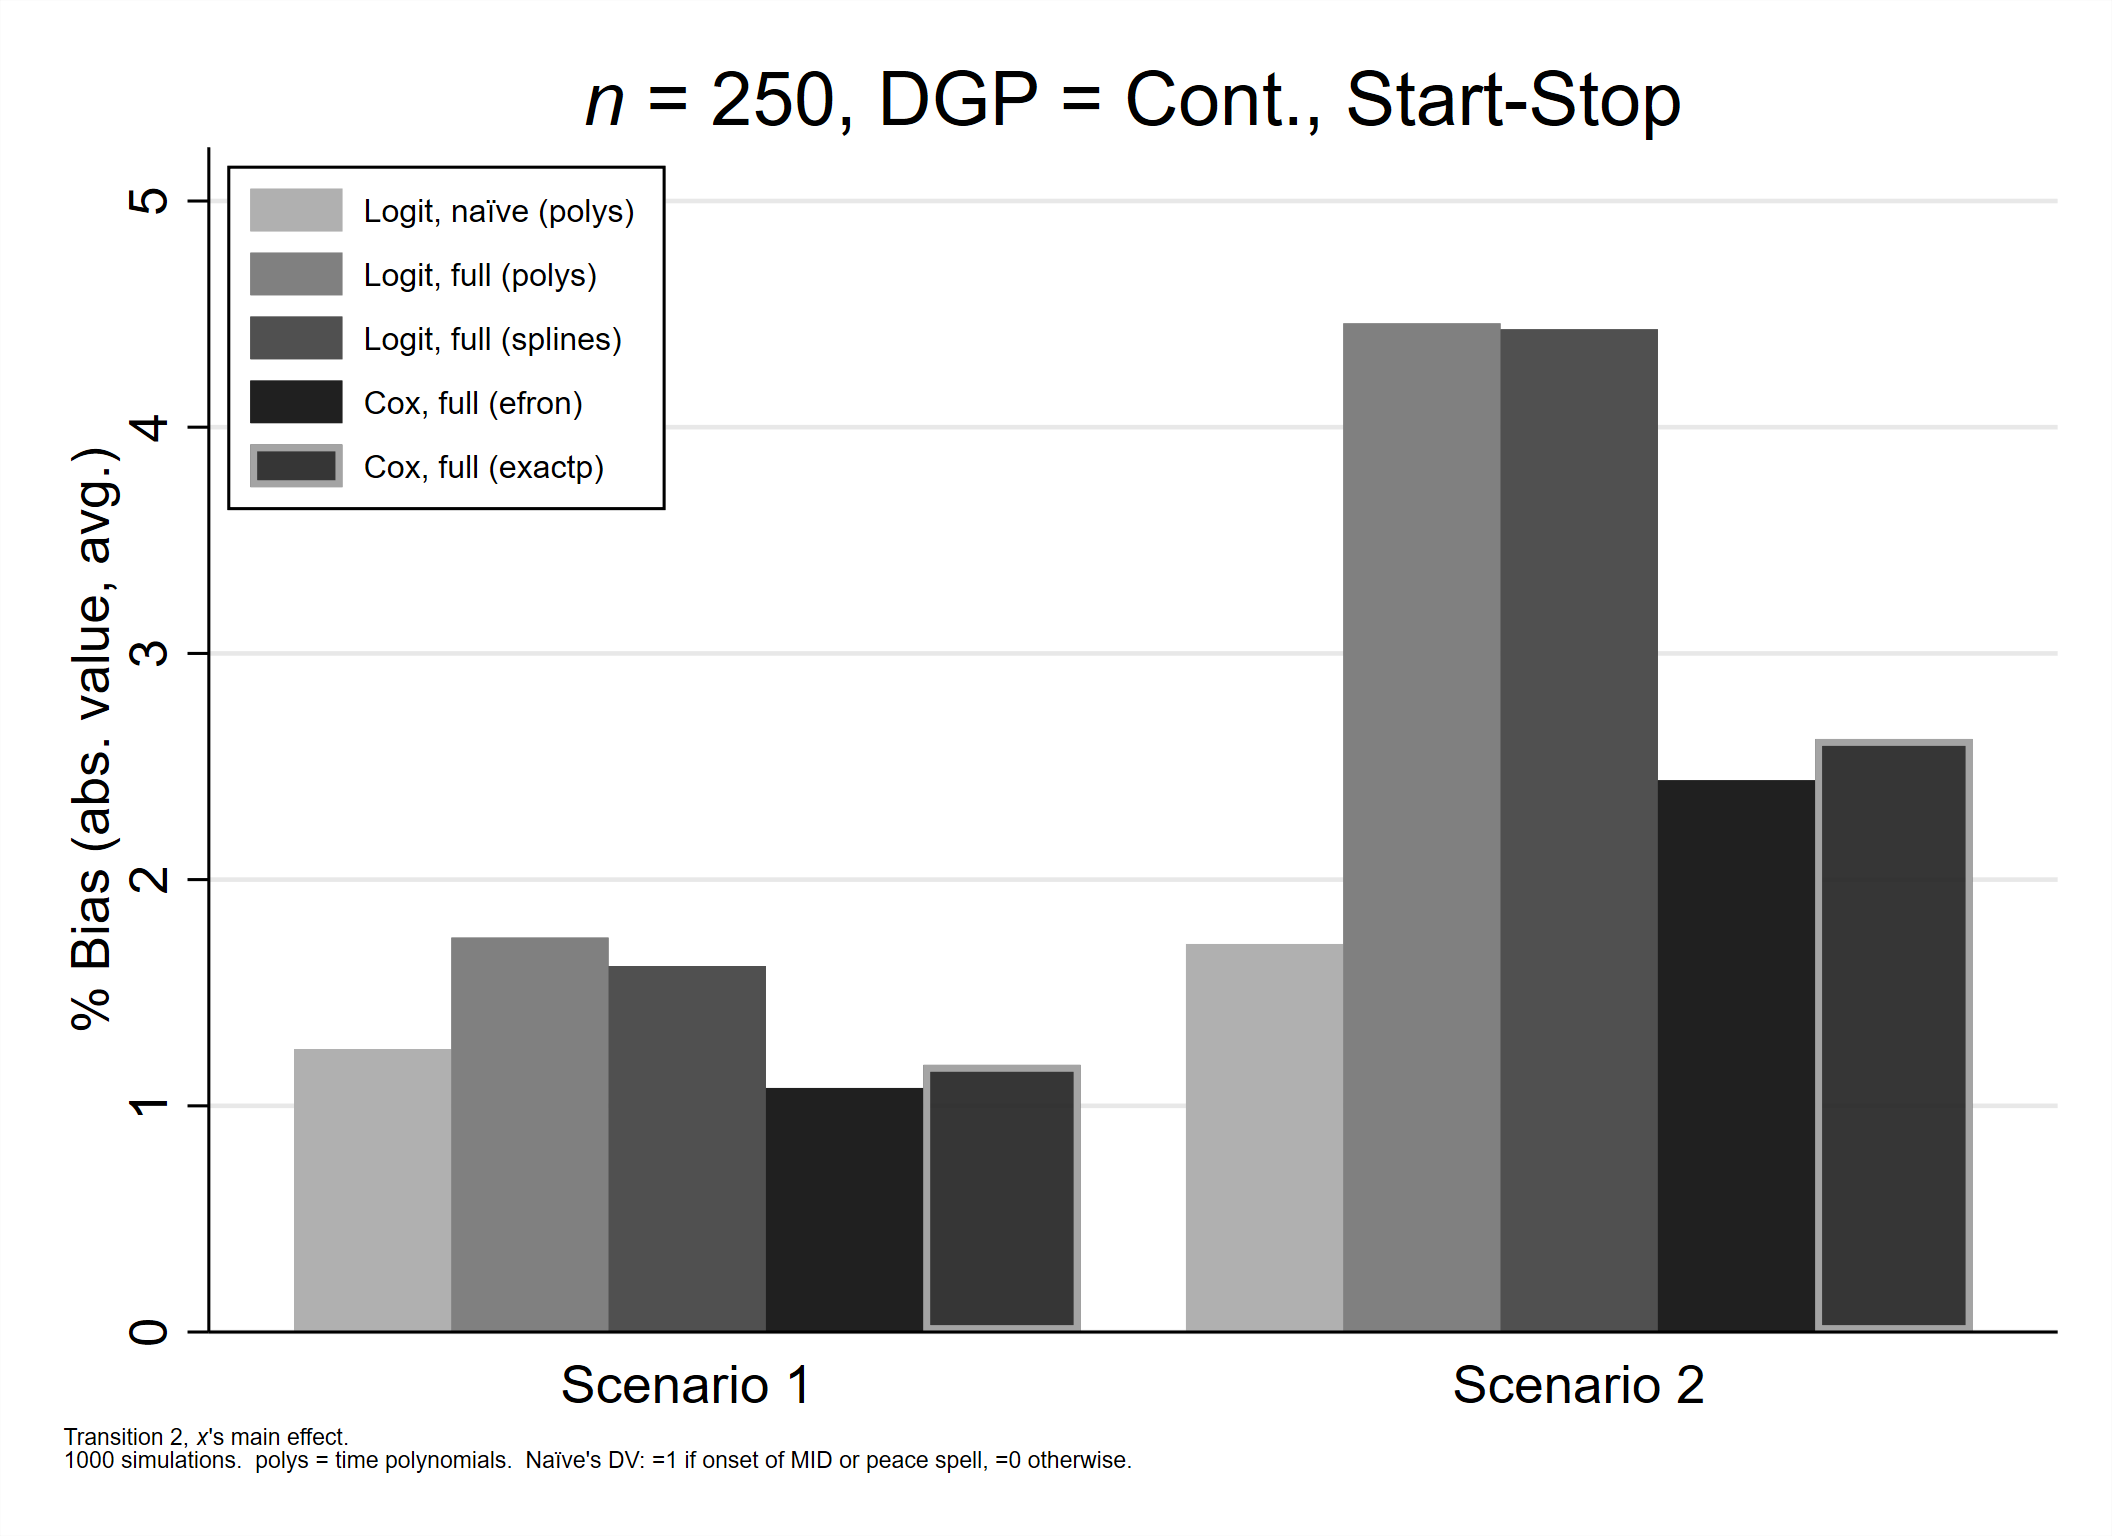 n = 250, DGP = Cont., Start-Stop
Logit, naïve (polys)
Logit, full (polys)
Logit, full (splines)
Cox, full (efron)
Cox, full (exactp)
% Bias (abs. value, avg.)
5
4
3
2
1
0
Scenario 1
Scenario 2
Transition 2, x's main effect.
1000 simulations.  polys = time polynomials.  Naïve's DV: =1 if onset of MID or peace spell, =0 otherwise.